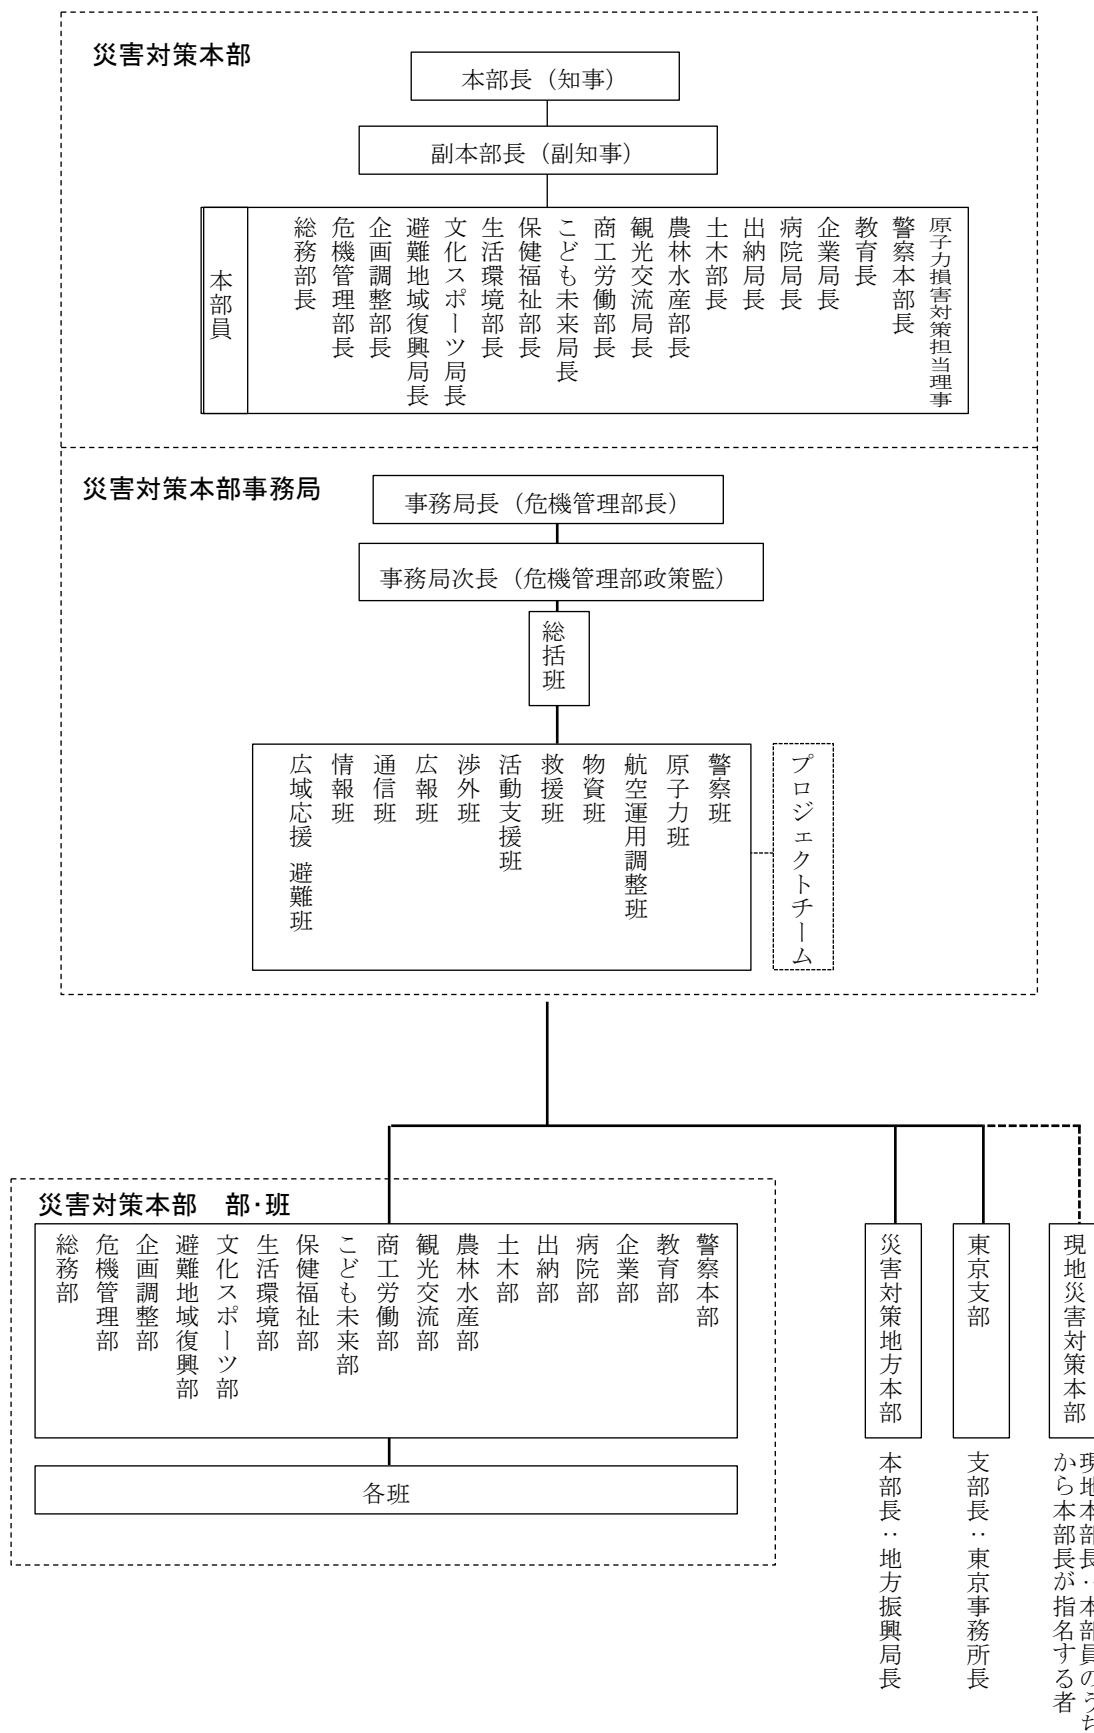 災害対策本部
本部長（知事）
副本部長（副知事）
本部員
総務部長
危機管理部長
企画調整部長
避難地域復興局長
文化スポーツ局長
生活環境部長
保健福祉部長
こども未来局長
商工労働部長
観光交流局長
農林水産部長
土木部長
出納局長
病院局長
企業局長
教育長
警察本部長
原子力損害対策担当理事
災害対策本部事務局
事務局長（危機管理部長）
事務局次長（危機管理部政策監）
総括班
広域応援 避難班
情報班
通信班
広報班
渉外班
活動支援班
救援班
物資班
航空運用調整班
原子力班
警察班
プロジェクトチーム
災害対策本部　部・班
総務部
危機管理部
企画調整部
避難地域復興部
文化スポーツ部
生活環境部
保健福祉部
こども未来部
商工労働部
観光交流部
農林水産部
土木部
出納部
病院部
企業部
教育部
警察本部
各班
災害対策地方本部
本部長：地方振興局長
東京支部
支部長：東京事務所長
現地災害対策本部
現地本部長：本部員のうち
から本部長が指名する者